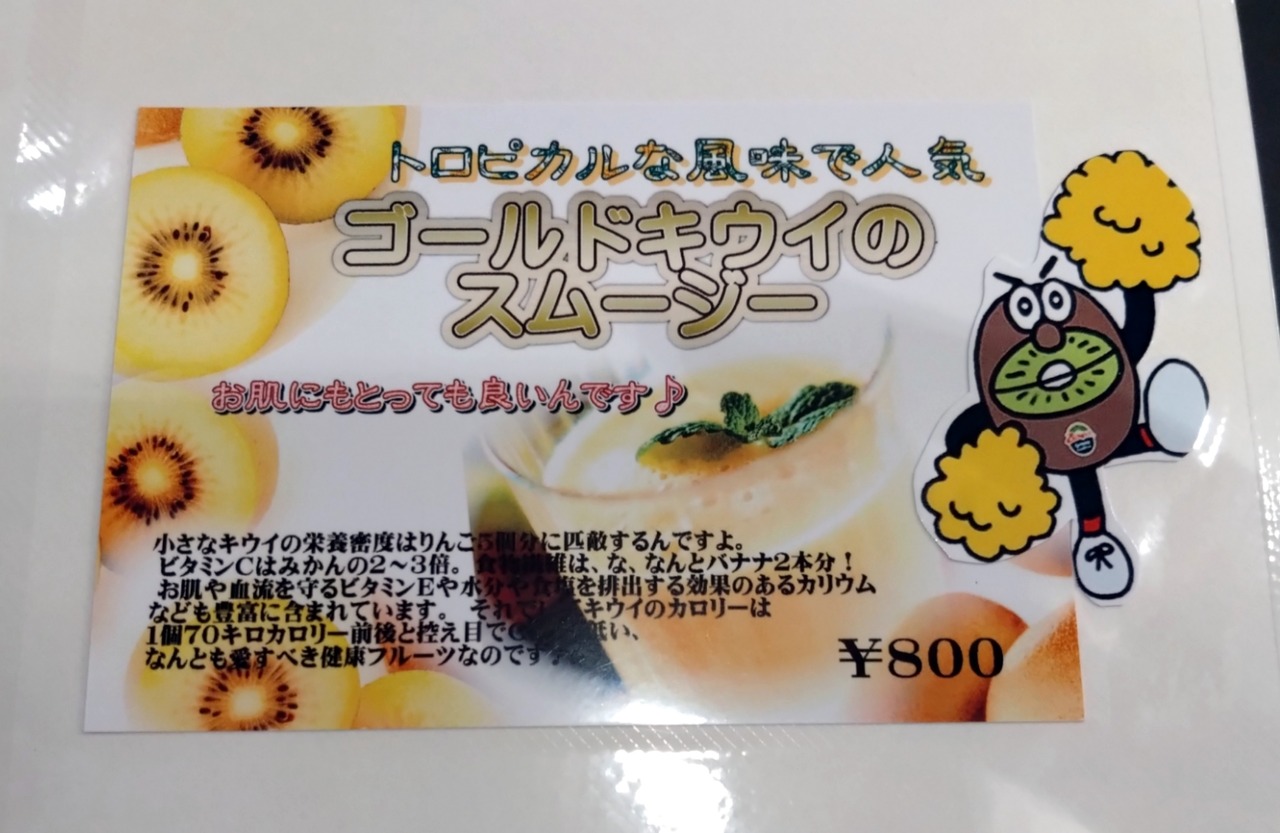 トロピカルな風味で人気
ゴールドキウイの
スムージー
お肌にもとっても良いんです♪
小さなキウイの栄養密度はりんご5個分に匹敵するんですよ。
ビタミンCはみかんの2〜3倍。食物繊維は、な、なんとバナナ2本分！
お肌や血流を守るビタミンEや水分や食塩を排出する効果のあるカリウム
なども豊富に含まれています。それでいてキウイのカロリーは
1個70キロカロリー前後と控え目で低い、
なんとも愛すべき健康フルーツなのです
¥800